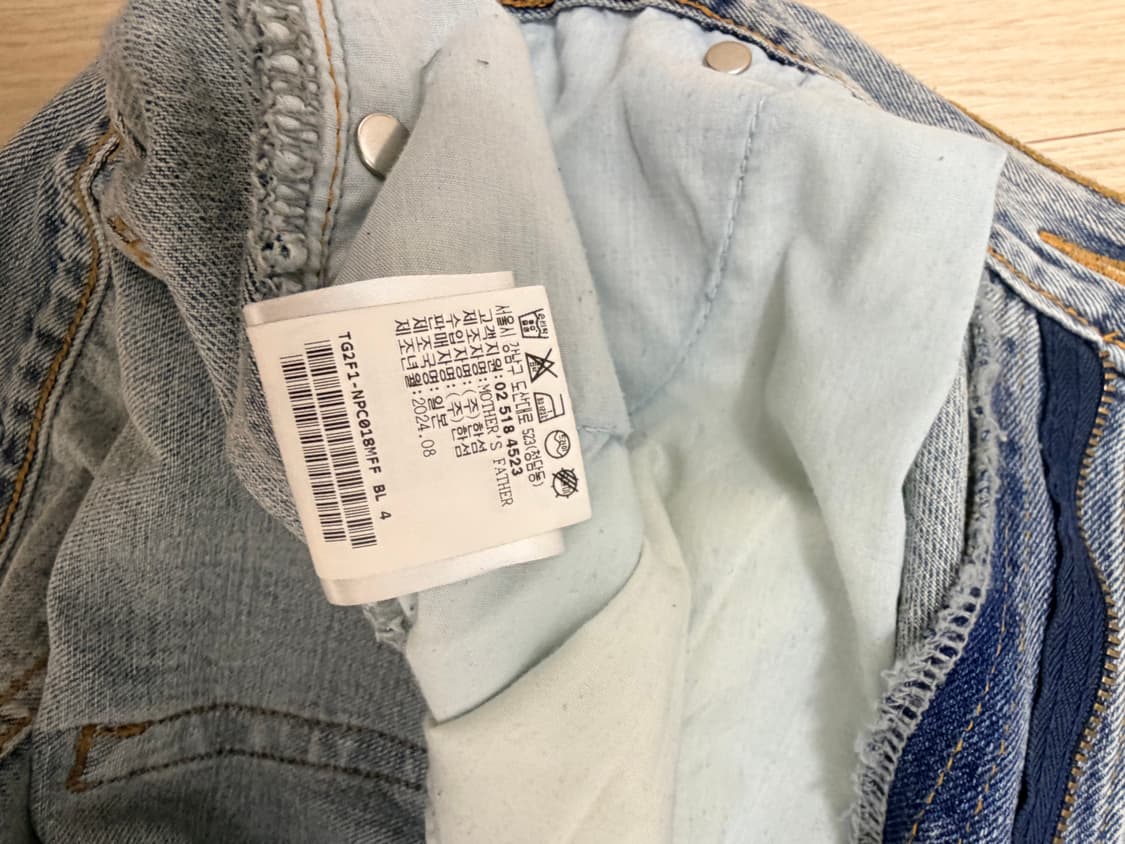 서울시 강남구 도산대로 523(청담동)
고객지원:02 518 4523
제조자명:MOTHER'S FATHER
수입자명:(주)한섬
판매자명:(주)한섬
제조국명:일본
제조년월:2024.08
TG2F1-NPC018MFF BL 4